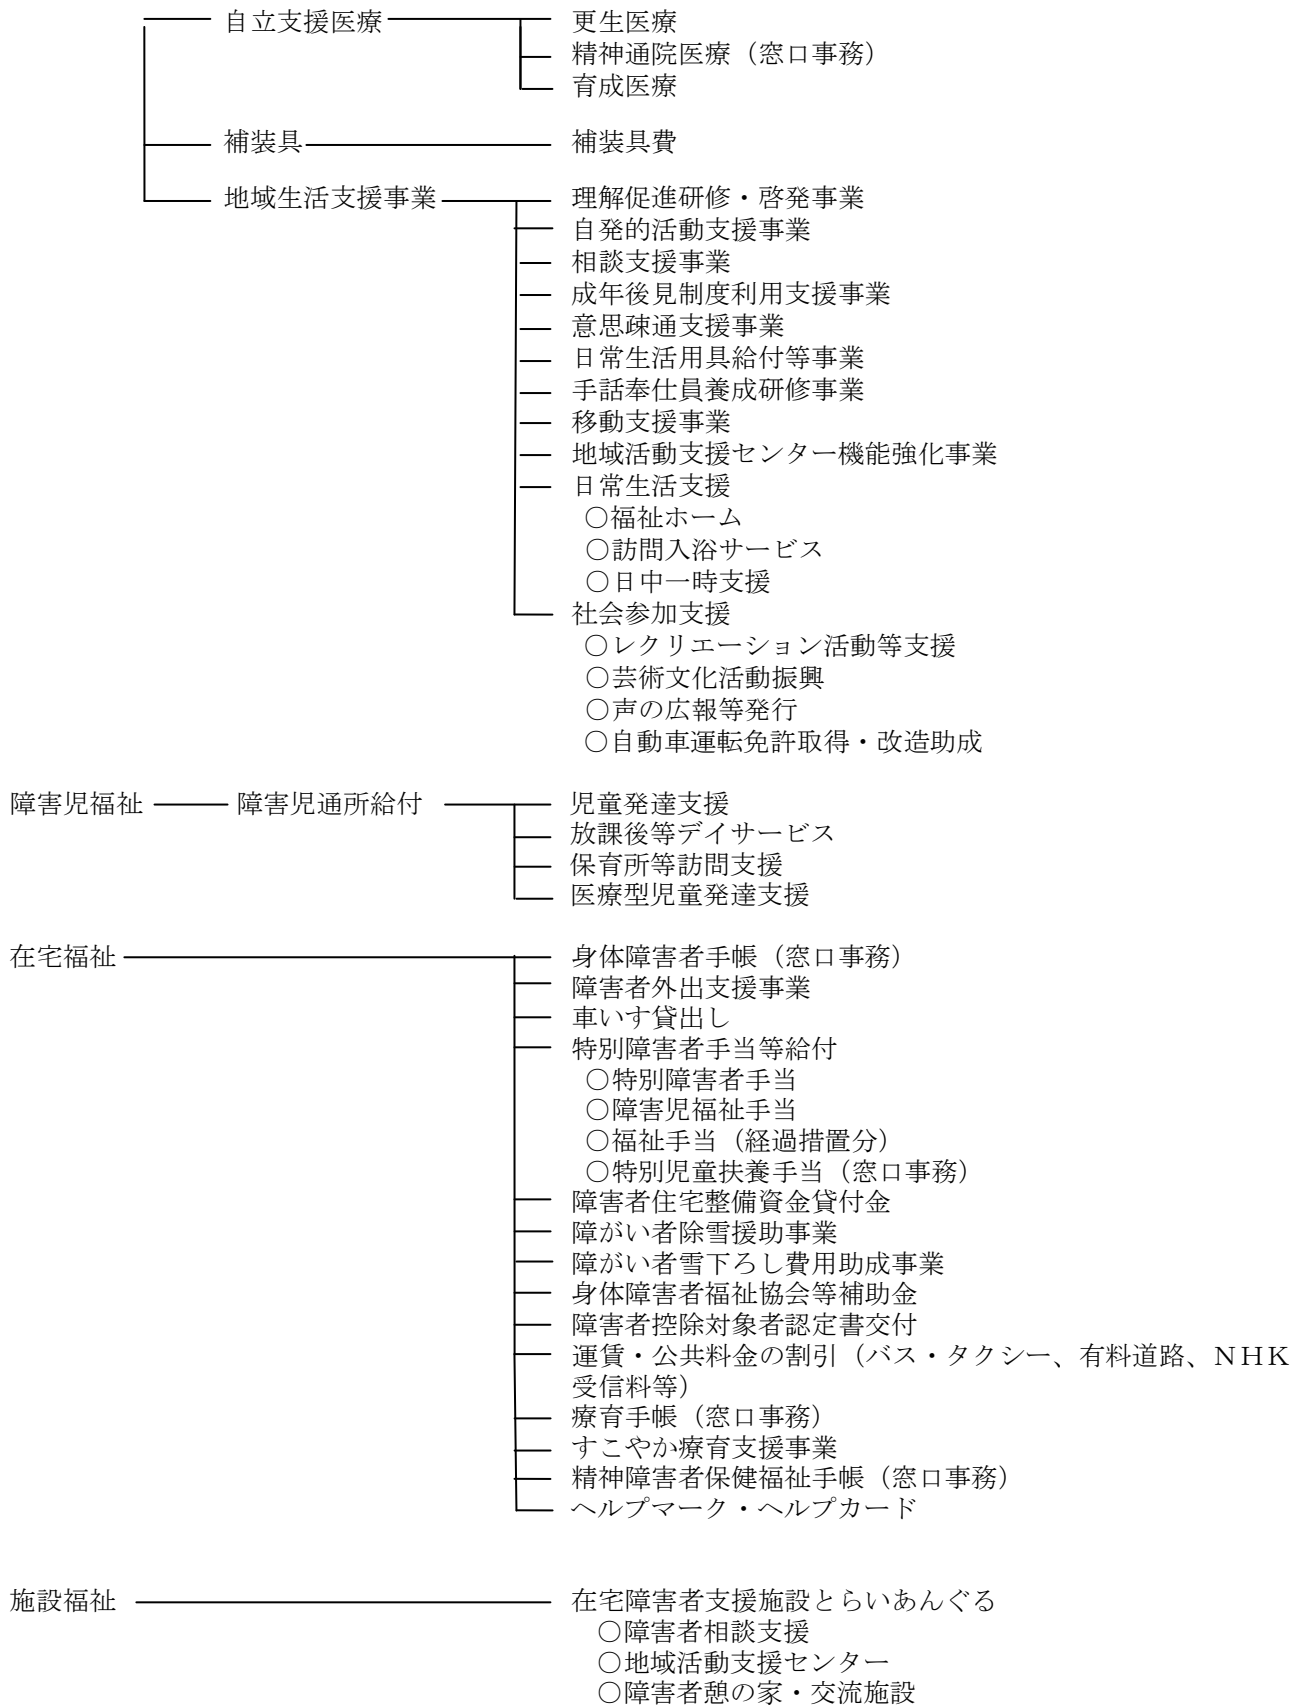 自立支援医療 更生医療
精神通院医療（窓口事務）
育成医療
補装具 補装具費
地域生活支援事業 理解促進研修・啓発事業
自発的活動支援事業
相談支援事業
成年後見制度利用支援事業
意思疎通支援事業
日常生活用具給付等事業
手話奉仕員養成研修事業
移動支援事業
地域活動支援センター機能強化事業
日常生活支援
○福祉ホーム
○訪問入浴サービス
○日中一時支援
社会参加支援
○レクリエーション活動等支援
○芸術文化活動振興
○声の広報等発行
○自動車運転免許取得・改造助成
障害児福祉 障害児通所給付 児童発達支援
放課後等デイサービス
保育所等訪問支援
医療型児童発達支援
在宅福祉 身体障害者手帳（窓口事務）
障害者外出支援事業
車いす貸出し
特別障害者手当等給付
○特別障害者手当
○障害児福祉手当
○福祉手当（経過措置分）
○特別児童扶養手当（窓口事務）
障害者住宅整備資金貸付金
障がい者除雪援助事業
障がい者雪下ろし費用助成事業
身体障害者福祉協会等補助金
障害者控除対象者認定書交付
運賃・公共料金の割引（バス・タクシー、有料道路、ＮＨＫ
受信料等）
療育手帳（窓口事務）
すこやか療育支援事業
精神障害者保健福祉手帳（窓口事務）
ヘルプマーク・ヘルプカード
施設福祉 在宅障害者支援施設とらいあんぐる
○障害者相談支援
○地域活動支援センター
○障害者憩の家・交流施設